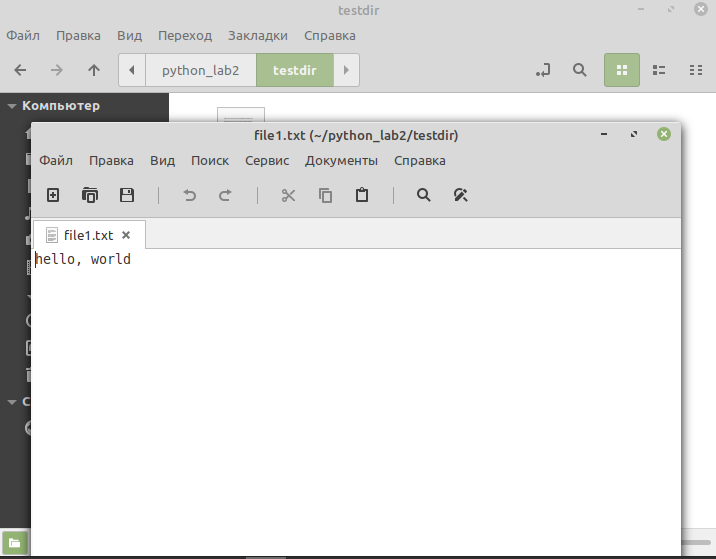 testdir
Файл Правка Вид Переход Закладки Справка
python_lab2 testdir
Компьютер
file1.txt (~/python_lab2/testdir)
Файл Правка Вид Поиск Сервис Документы Справка
file1.txt
hello, world